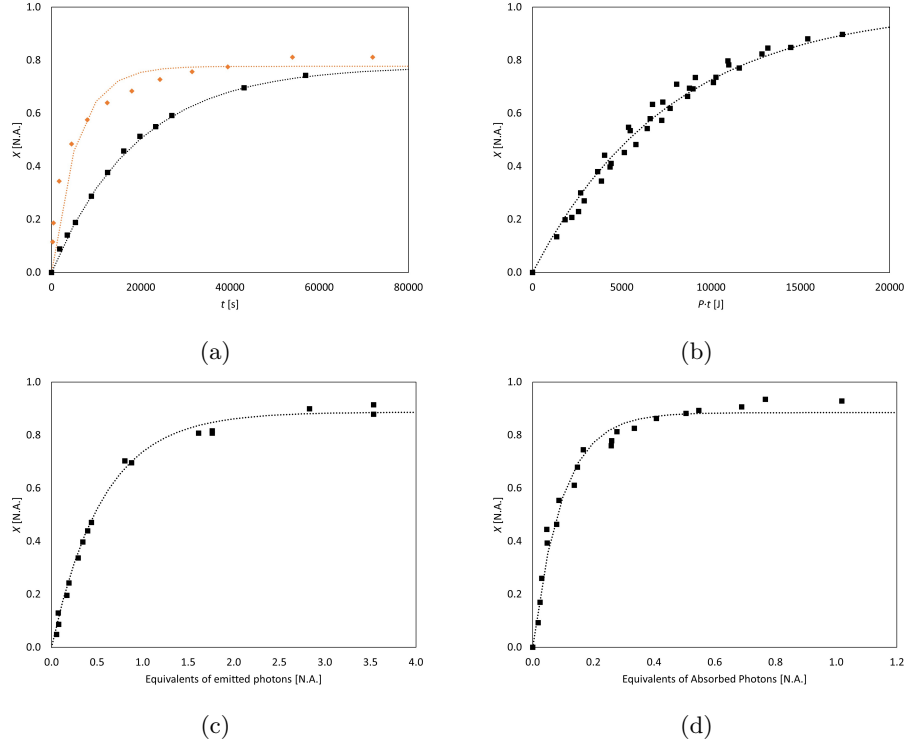 1.0
0.8
0.6
0.4
0.2
0.0
X [N.A.]
0 20000 40000 60000 80000
t [s]
(a)
1.0
0.8
0.6
0.4
0.2
0.0
X [N.A.]
0 5000 10000 15000 20000
P·t [J]
(b)
1.0
0.8
0.6
0.4
0.2
0.0
X [N.A.]
0.0 0.5 1.0 1.5 2.0 2.5 3.0 3.5 4.0
Equivalents of emitted photons [N.A.]
(c)
1.0
0.8
0.6
0.4
0.2
0.0
X [N.A.]
0.0 0.2 0.4 0.6 0.8 1.0 1.2
Equivalents of Absorbed Photons [N.A.]
(d)